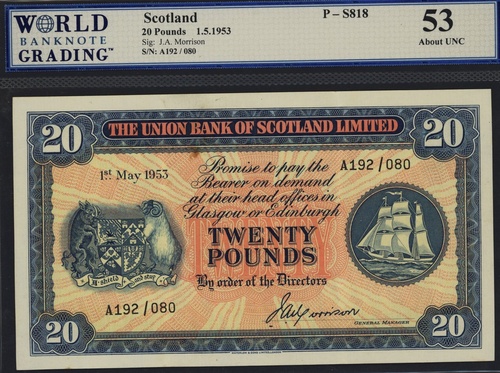 WORLD
BANKNOTE
GRADING™
Scotland
20 Pounds 1.5.1953
Sig: J.A. Morrison
S/N: A192 / 080
P – S818
53
About UNC
20
THE UNION BANK OF SCOTLAND LIMITED
20
1st May 1953
Promise to pay the
Bearer on demand
at their head offices in
Glasgow or Edinburgh
A192/080
TWENTY
POUNDS
By order of the Directors
A192/080
J.A. Morrison
GENERAL MANAGER
20
20